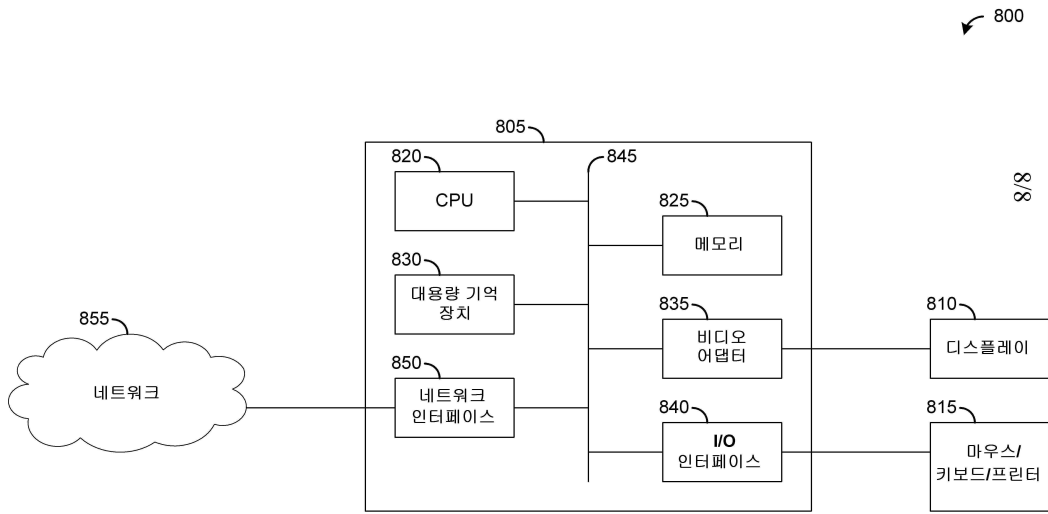 800
805
820
845
CPU
825
메모리
8/8
830
대용량 기억
장치
855
네트워크
835
비디오
어댑터
810
디스플레이
850
네트워크
인터페이스
840
I/O
인터페이스
815
마우스/
키보드/프린터